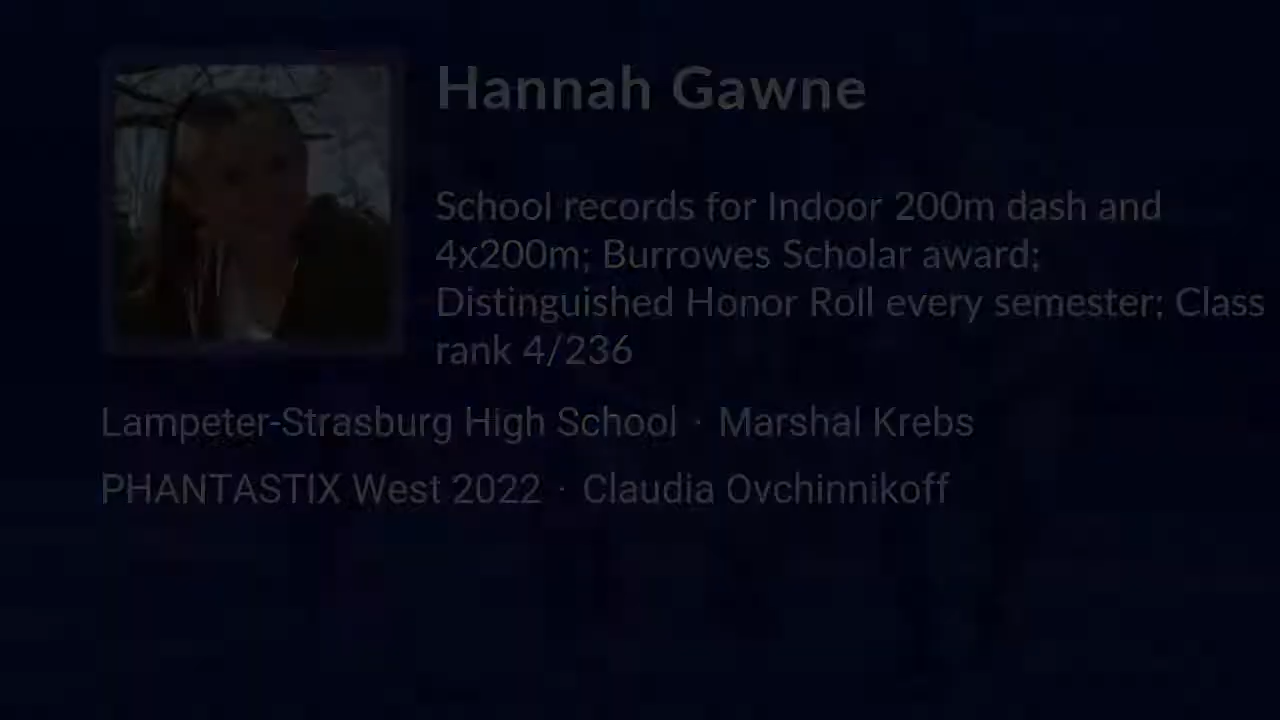 Hannah Gawne
School records for Indoor 200m dash and
4x200m; Burrowes Scholar award;
Distinguished Honor Roll every semester; Class
rank 4/236
Lampeter-Strasburg High School · Marshal Krebs
PHANTASTIX West 2022 · Claudia Ovchinnikoff